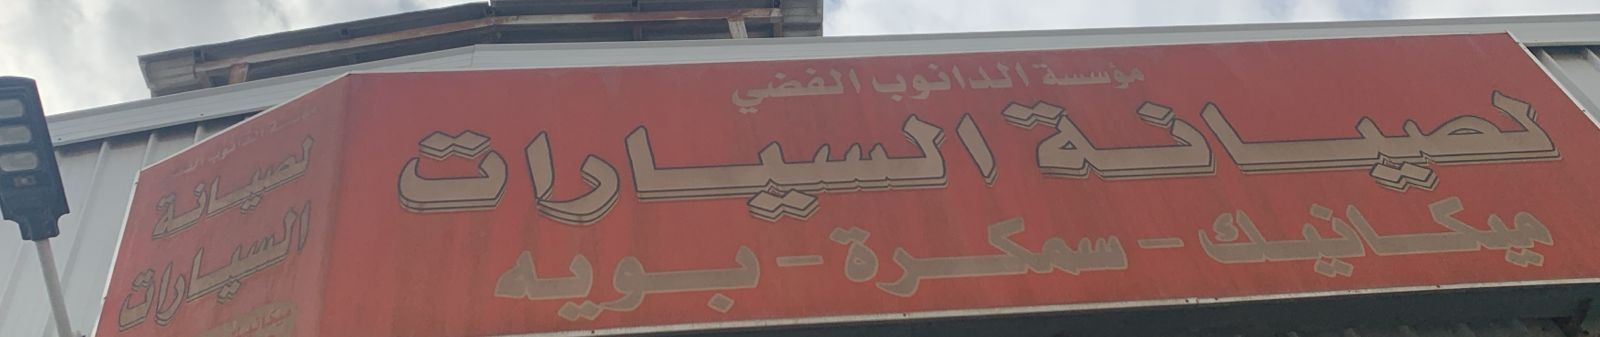 مؤسسة الدانوب الفضي
لصيانة السيارات
ميكانيك - سمكرة - بويه
لصيانة
السيارات